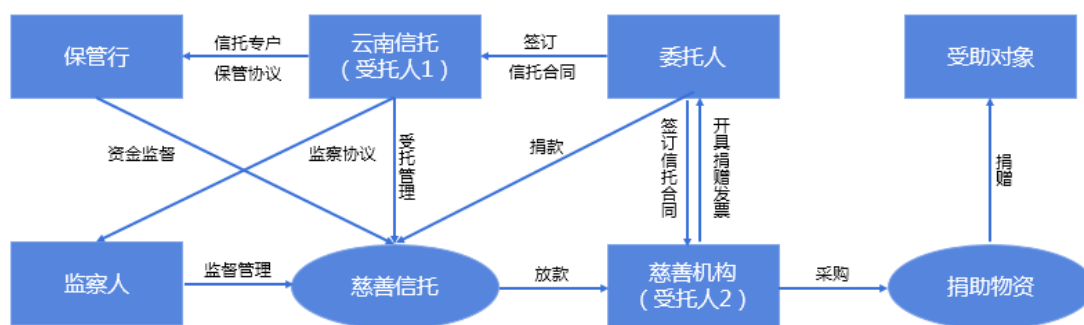 保管行
信托专户
保管协议
云南信托
（受托人1）
签订
信托合同
委托人
受助对象
资金监督
监察协议
受托管理
捐款
签订信托合同
开具捐赠发票
捐赠
监察人
监督管理
慈善信托
放款
慈善机构
（受托人2）
采购
捐助物资